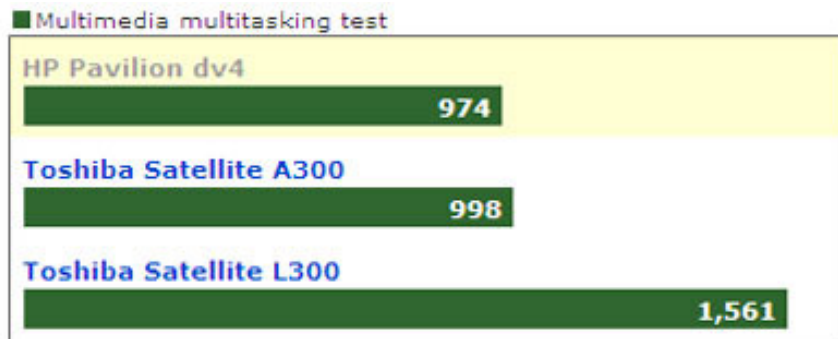 Multimedia multitasking test
HP Pavilion dv4
974
Toshiba Satellite A300
998
Toshiba Satellite L300
1,561